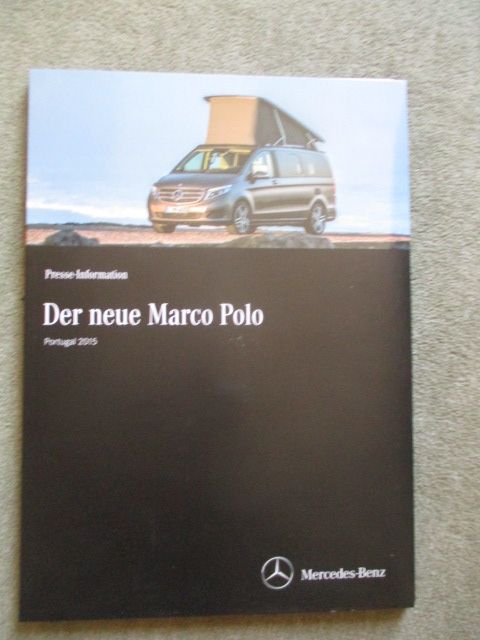 Presse-Information
Der neue Marco Polo
Portugal 2015
Mercedes-Benz